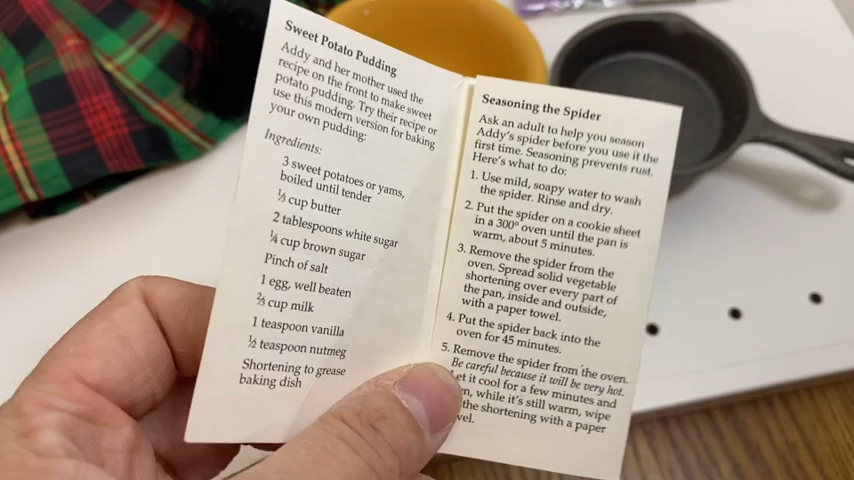 Sweet Potato Pudding
Addy and her mother used the
recipe on the front to make sweet
potato pudding. Try their recipe or
use this modern version for baking
your own pudding:
Ingredients:
3 sweet potatoes or yams,
boiled until tender
⅓ cup butter
2 tablespoons white sugar
¼ cup brown sugar
Pinch of salt
1 egg, well beaten
⅔ cup milk
1 teaspoon vanilla
½ teaspoon nutmeg
Shortening to grease
baking dish
Seasoning the Spider
Ask an adult to help you season
Addy's spider before you use it the
first time. Seasoning prevents rust.
Here's what to do:
1. Use mild, soapy water to wash
the spider. Rinse and dry.
2. Put the spider on a cookie sheet
in a 300° oven until the pan is
warm, about 5 minutes.
3. Remove the spider from the
oven. Spread solid vegetable
shortening over every part of
the pan, inside and outside,
with a paper towel.
4. Put the spider back into the
oven for 45 minutes.
5. Remove the spider from the oven.
Be careful because it will be very hot.
Let it cool for a few minutes and
while it's still warm, wipe
the shortening with a paper